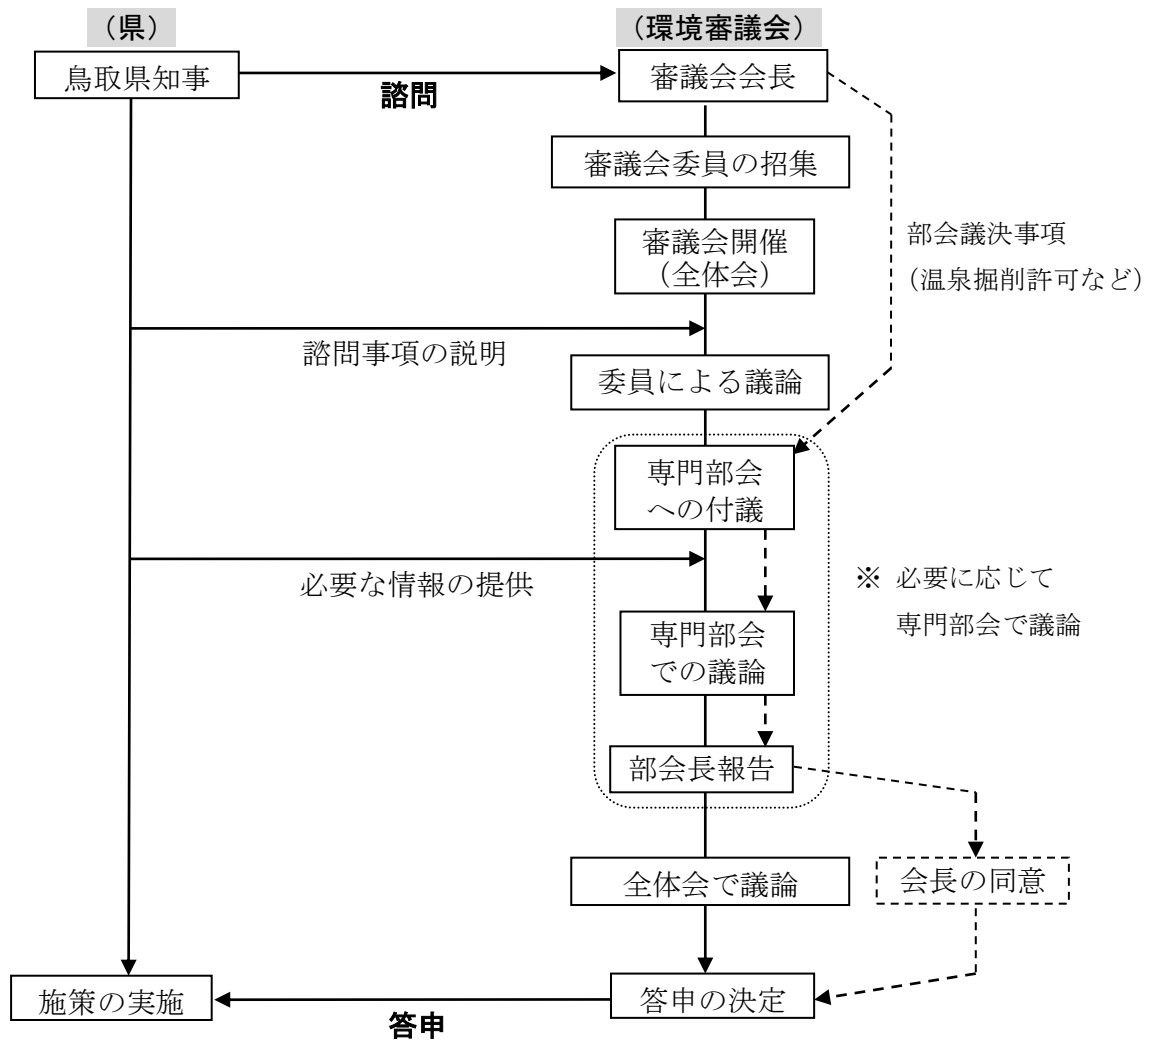 （県）
（環境審議会）
鳥取県知事
諮問
審議会会長
審議会委員の招集
審議会開催
（全体会）
部会議決事項
（温泉掘削許可など）
諮問事項の説明
委員による議論
専門部会
への付議
必要な情報の提供
※ 必要に応じて
専門部会で議論
専門部会
での議論
部会長報告
全体会で議論
会長の同意
施策の実施
答申
答申の決定